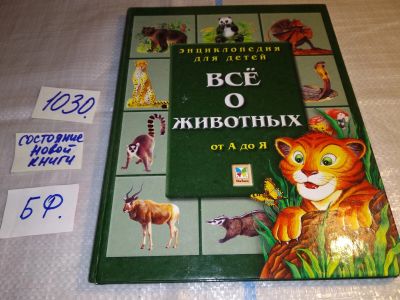 ЭНЦИКЛОПЕДИЯ
ДЛЯ ДЕТЕЙ
ВСЁ
О
ЖИВОТНЫХ
от А до Я
1030.
СОСТОЯНИЕ
НОВОЙ
КНИГИ
БФ.